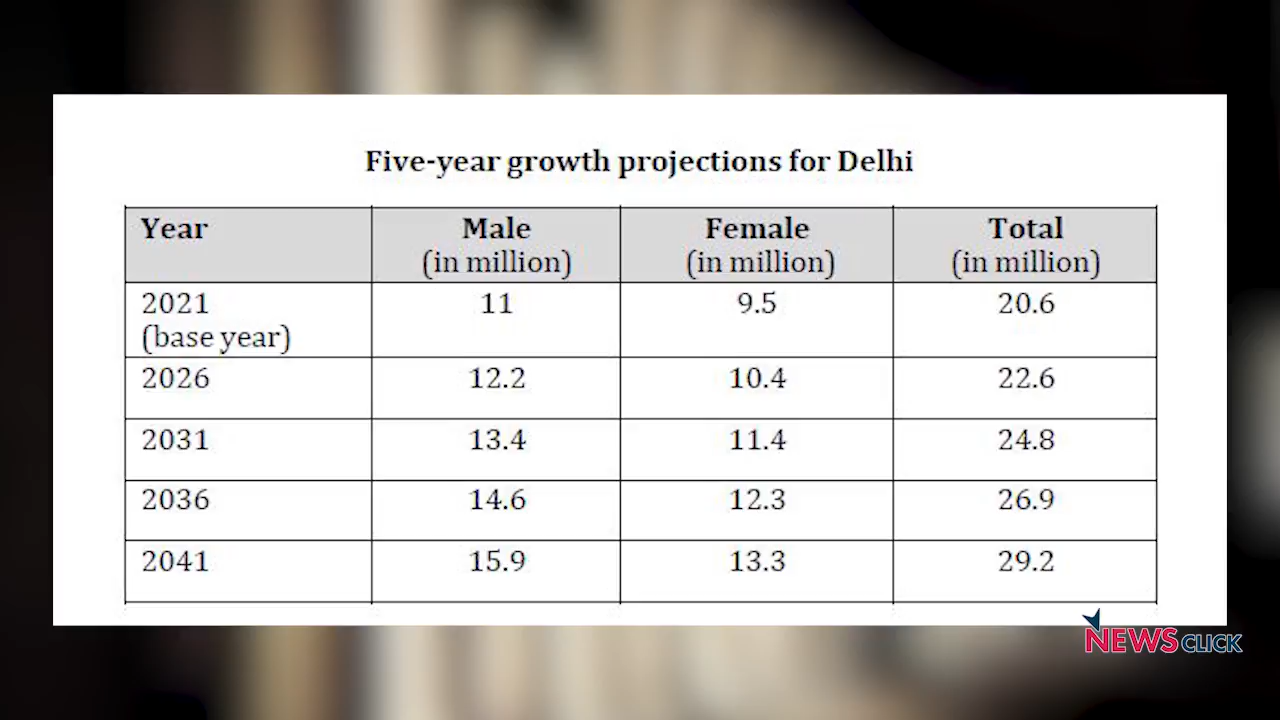 Five-year growth projections for Delhi
Year Male Female Total
(in million) (in million) (in million)
2021 11 9.5 20.6
(base year)
2026 12.2 10.4 22.6
2031 13.4 11.4 24.8
2036 14.6 12.3 26.9
2041 15.9 13.3 29.2
NEWSCLICK